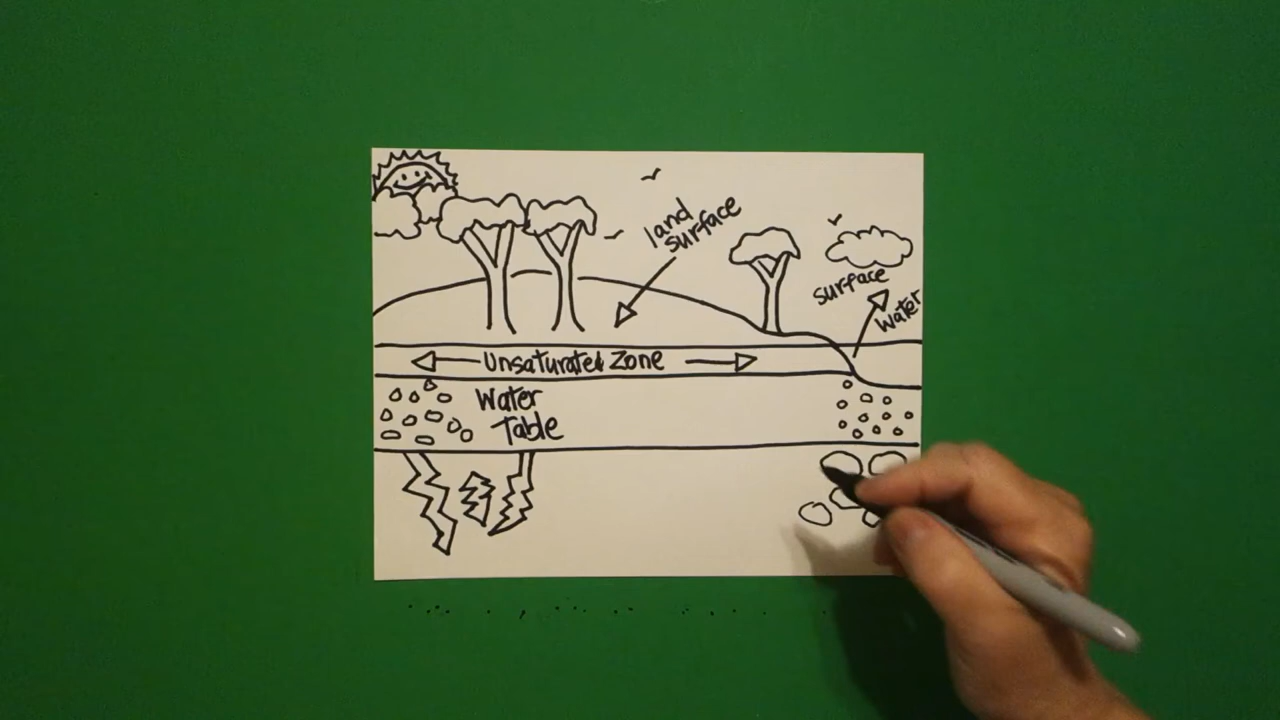 land
surface
surface
water
Unsaturated Zone
Water
Table